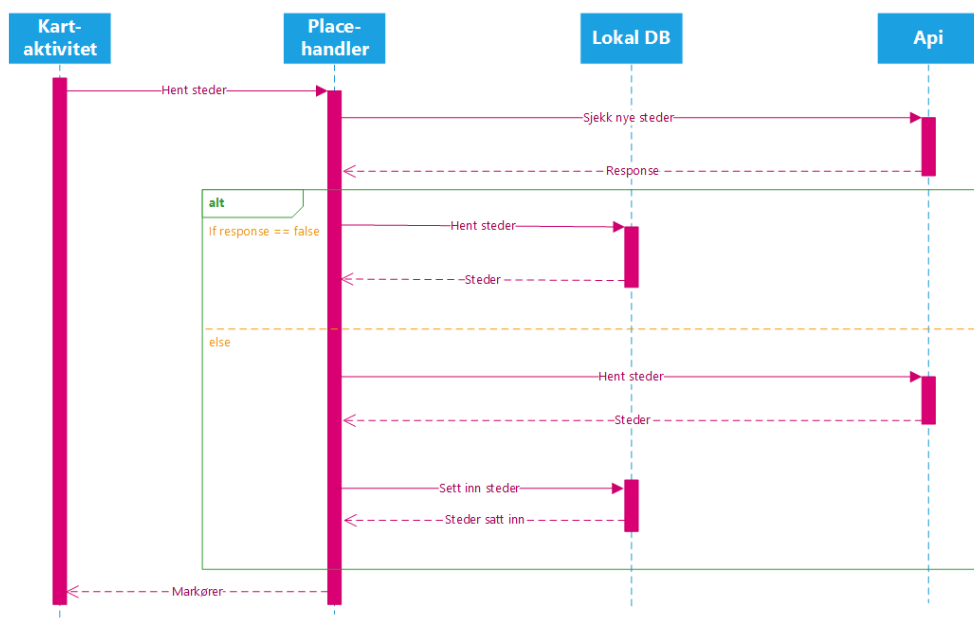 Kart-
aktivitet
Place-
handler
Lokal DB
Api
Hent steder
Sjekk nye steder
Response
alt
If response == false
Hent steder
Steder
else
Hent steder
Steder
Sett inn steder
Steder satt inn
Markører